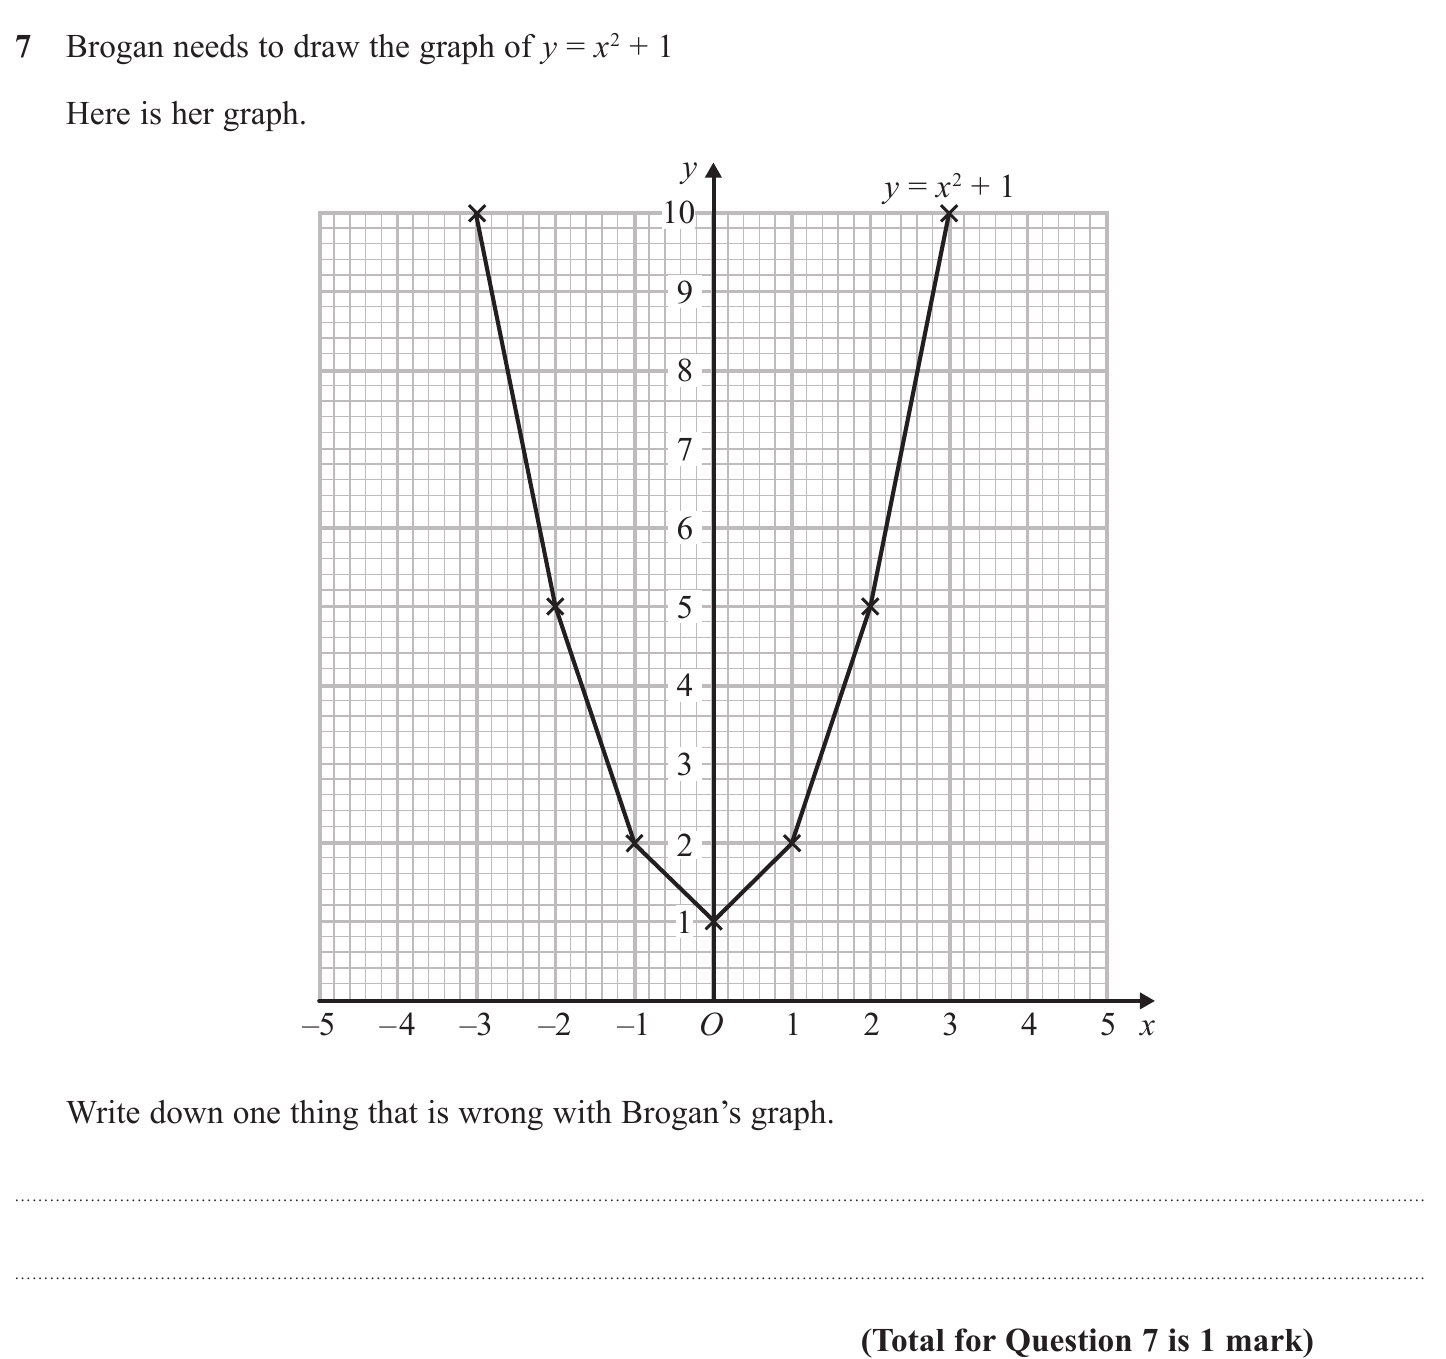 7 Brogan needs to draw the graph of y = x² + 1
Here is her graph.
y
y = x² + 1
10
9
8
7
6
5
4
3
2
1
–5 –4 –3 –2 –1 O 1 2 3 4 5 x
Write down one thing that is wrong with Brogan’s graph.
(Total for Question 7 is 1 mark)